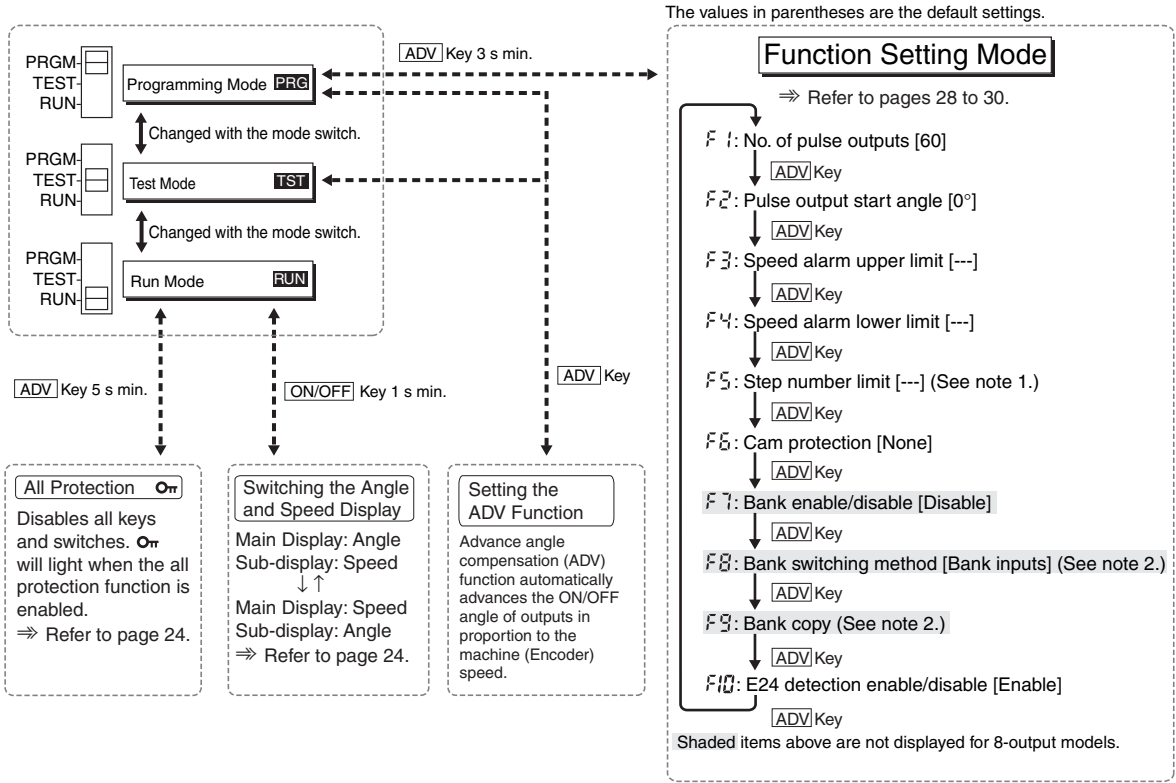 The values in parentheses are the default settings.
PRGM
TEST
RUN
Programming Mode PRG
Changed with the mode switch.
PRGM
TEST
RUN
Test Mode TST
Changed with the mode switch.
PRGM
TEST
RUN
Run Mode RUN
ADV Key 3 s min.
ADV Key 5 s min.
ON/OFF Key 1 s min.
ADV Key
All Protection
Disables all keys
and switches.
will light when the all
protection function is
enabled.
⇒ Refer to page 24.
Switching the Angle
and Speed Display
Main Display: Angle
Sub-display: Speed
↓ ↑
Main Display: Speed
Sub-display: Angle
⇒ Refer to page 24.
Setting the
ADV Function
Advance angle
compensation (ADV)
function automatically
advances the ON/OFF
angle of outputs in
proportion to the
machine (Encoder)
speed.
Function Setting Mode
⇒ Refer to pages 28 to 30.
F1: No. of pulse outputs [60]
ADV Key
F2: Pulse output start angle [0°]
ADV Key
F3: Speed alarm upper limit [---]
ADV Key
F4: Speed alarm lower limit [---]
ADV Key
F5: Step number limit [---] (See note 1.)
ADV Key
F6: Cam protection [None]
ADV Key
F7: Bank enable/disable [Disable]
ADV Key
F8: Bank switching method [Bank inputs] (See note 2.)
ADV Key
F9: Bank copy (See note 2.)
ADV Key
F10: E24 detection enable/disable [Enable]
ADV Key
Shaded items above are not displayed for 8-output models.